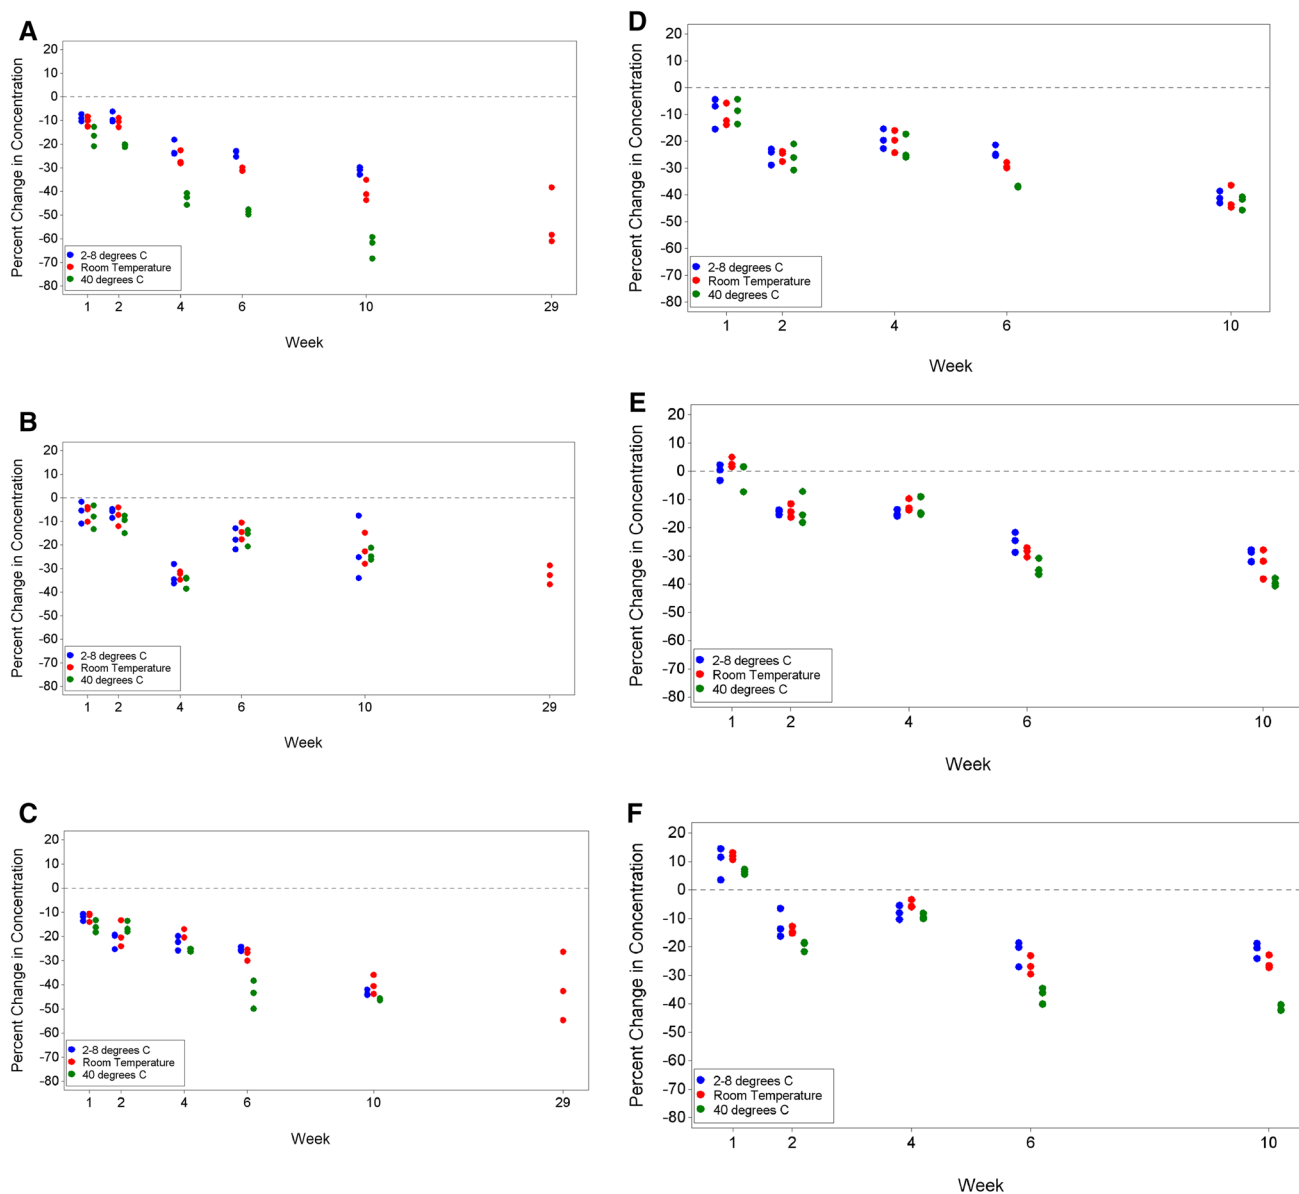 A
Percent Change in Concentration
20
10
0
-10
-20
-30
-40
-50
-60
-70
-80
2-8 degrees C
Room Temperature
40 degrees C
1 2 4 6 10 29
Week
B
Percent Change in Concentration
20
10
0
-10
-20
-30
-40
-50
-60
-70
-80
2-8 degrees C
Room Temperature
40 degrees C
1 2 4 6 10 29
Week
C
Percent Change in Concentration
20
10
0
-10
-20
-30
-40
-50
-60
-70
-80
2-8 degrees C
Room Temperature
40 degrees C
1 2 4 6 10 29
Week
D
Percent Change in Concentration
20
10
0
-10
-20
-30
-40
-50
-60
-70
-80
2-8 degrees C
Room Temperature
40 degrees C
1 2 4 6 10
Week
E
Percent Change in Concentration
20
10
0
-10
-20
-30
-40
-50
-60
-70
-80
2-8 degrees C
Room Temperature
40 degrees C
1 2 4 6 10
Week
F
Percent Change in Concentration
20
10
0
-10
-20
-30
-40
-50
-60
-70
-80
2-8 degrees C
Room Temperature
40 degrees C
1 2 4 6 10
Week